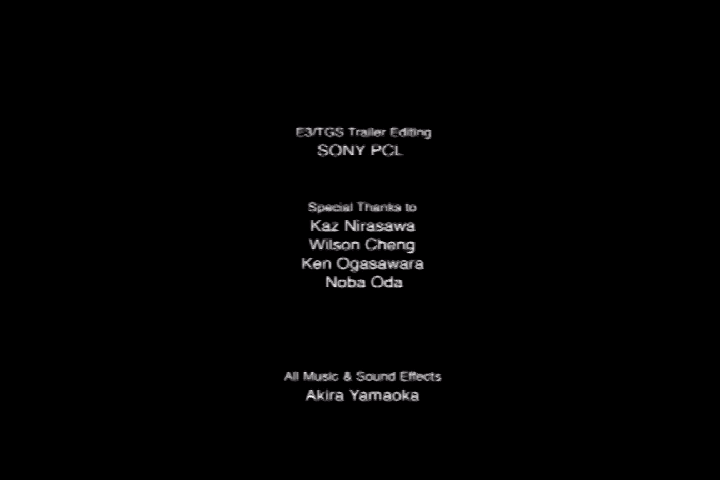 E3/TGS Trailer Editing
SONY PCL
Special Thanks to
Kaz Nirasawa
Wilson Cheng
Ken Ogasawara
Noba Oda
All Music & Sound Effects
Akira Yamaoka